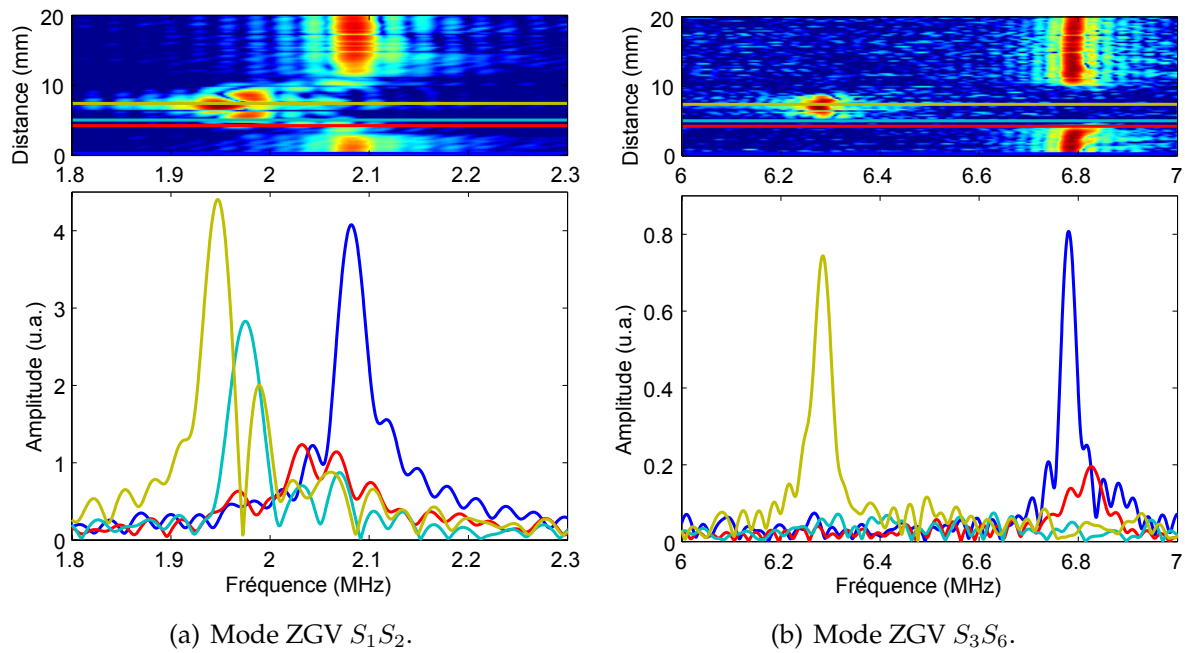 20
10
0
Distance (mm)
1.8 1.9 2 2.1 2.2 2.3
4
3
2
1
0
Amplitude (u.a.)
1.8 1.9 2 2.1 2.2 2.3
Fréquence (MHz)
(a) Mode ZGV S₁S₂.
20
10
0
Distance (mm)
6 6.2 6.4 6.6 6.8 7
0.8
0.6
0.4
0.2
0
Amplitude (u.a.)
6 6.2 6.4 6.6 6.8 7
Fréquence (MHz)
(b) Mode ZGV S₃S₆.